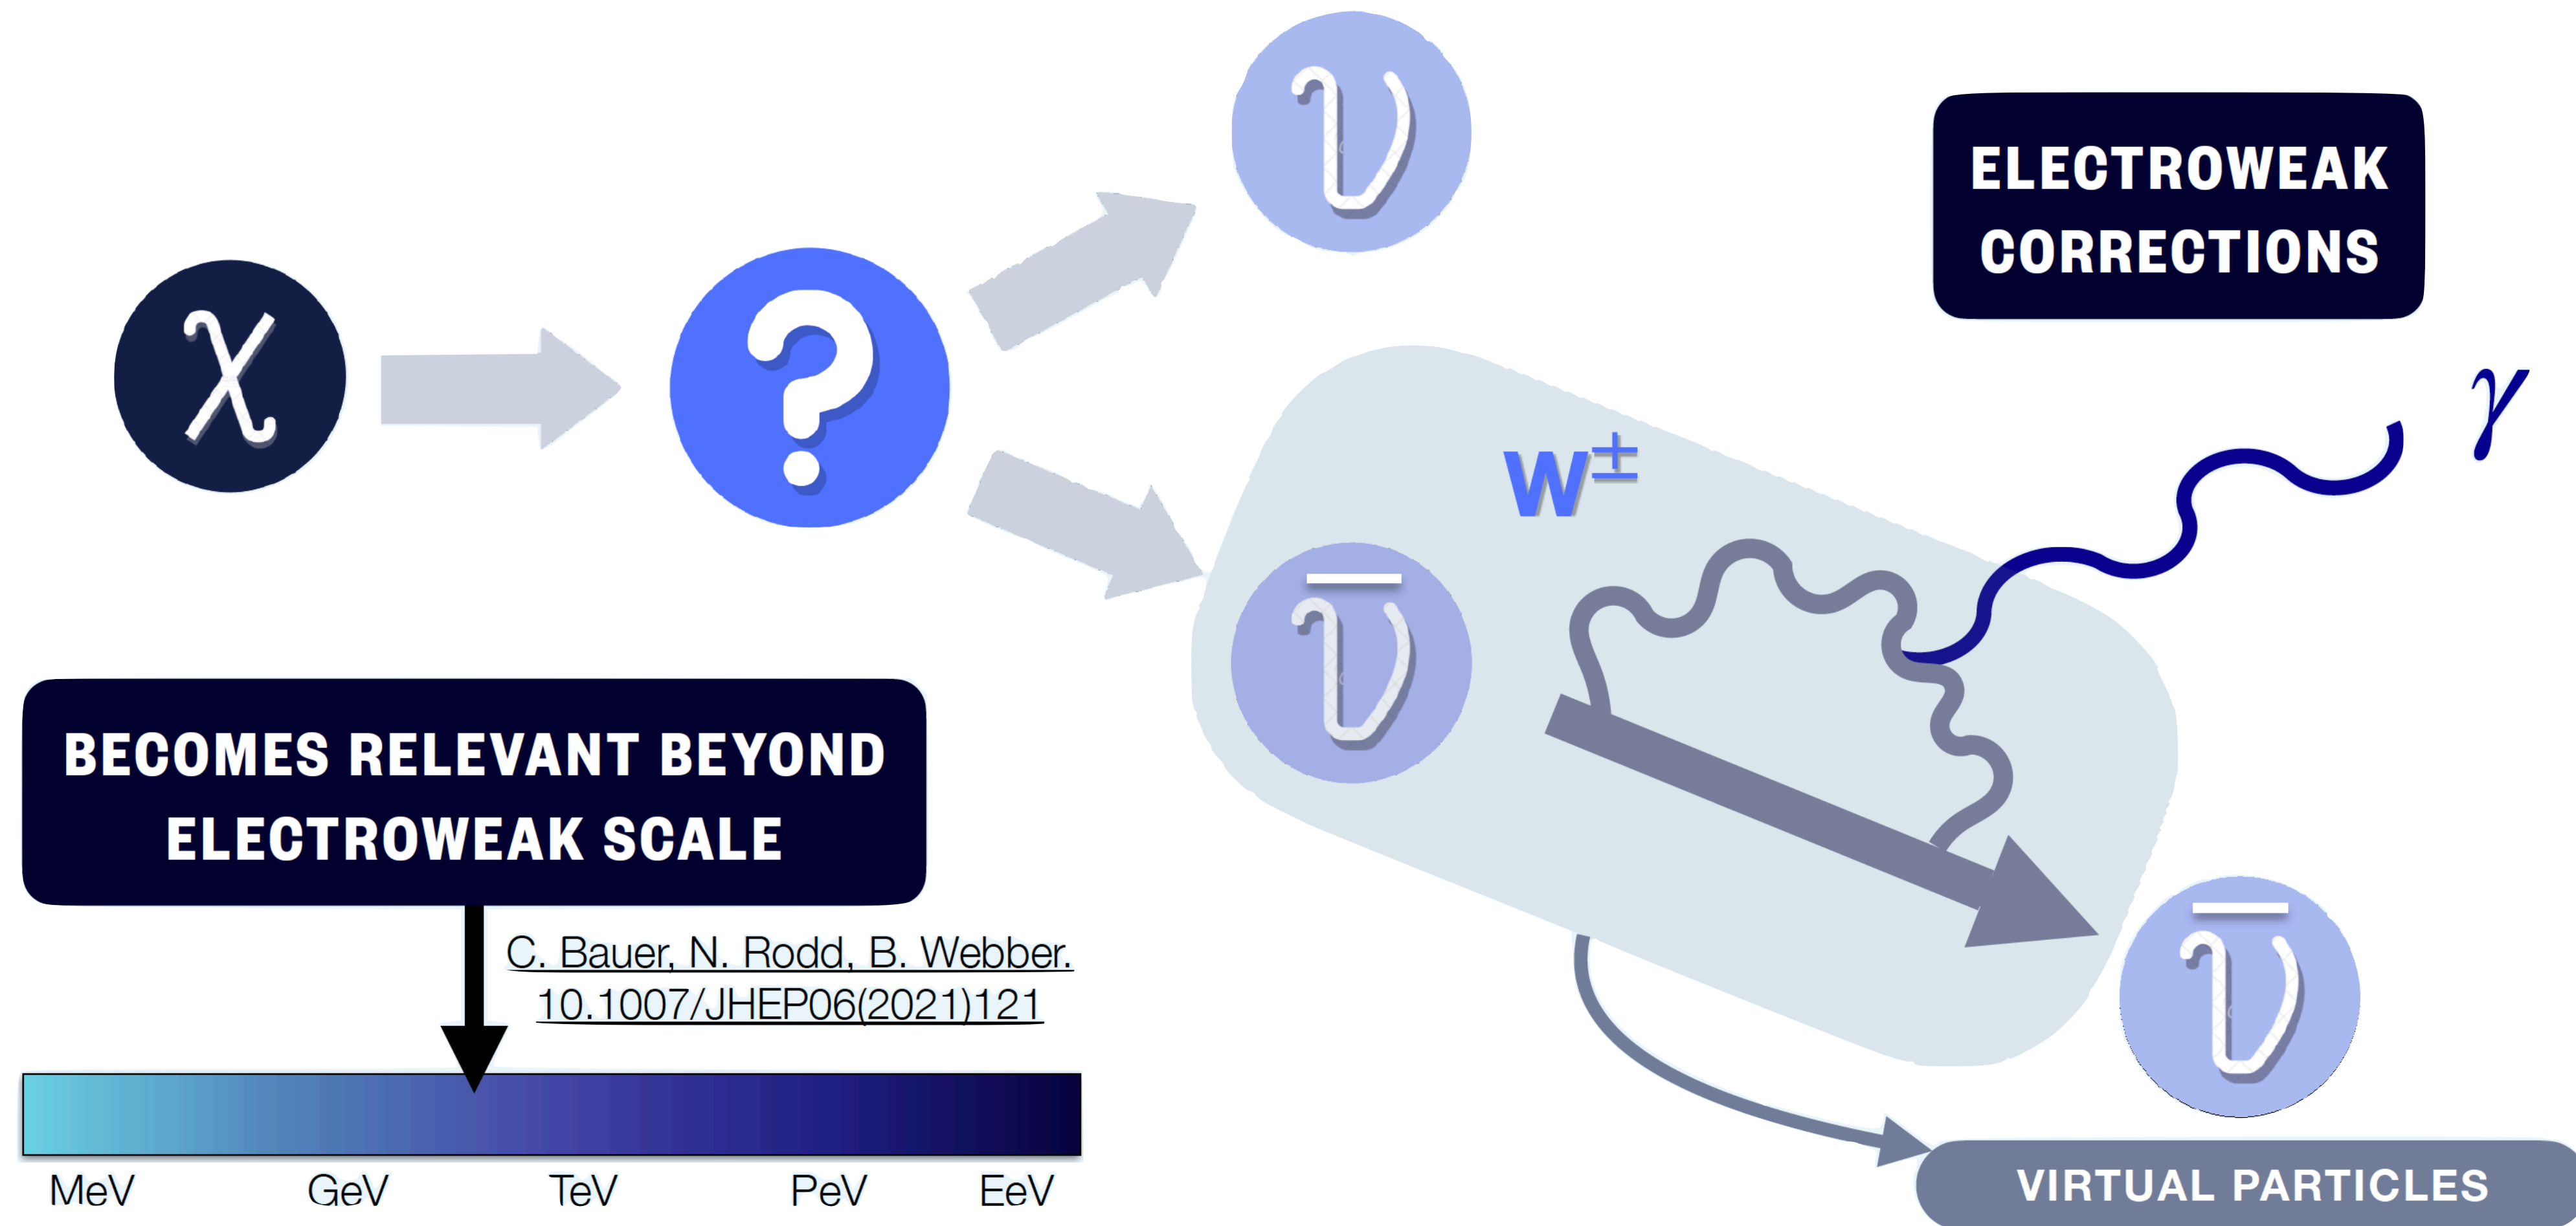 ν
ELECTROWEAK
CORRECTIONS
χ
?
γ
W±
ν̅
BECOMES RELEVANT BEYOND
ELECTROWEAK SCALE
C. Bauer, N. Rodd, B. Webber.
10.1007/JHEP06(2021)121
ν̅
MeV GeV TeV PeV EeV
VIRTUAL PARTICLES